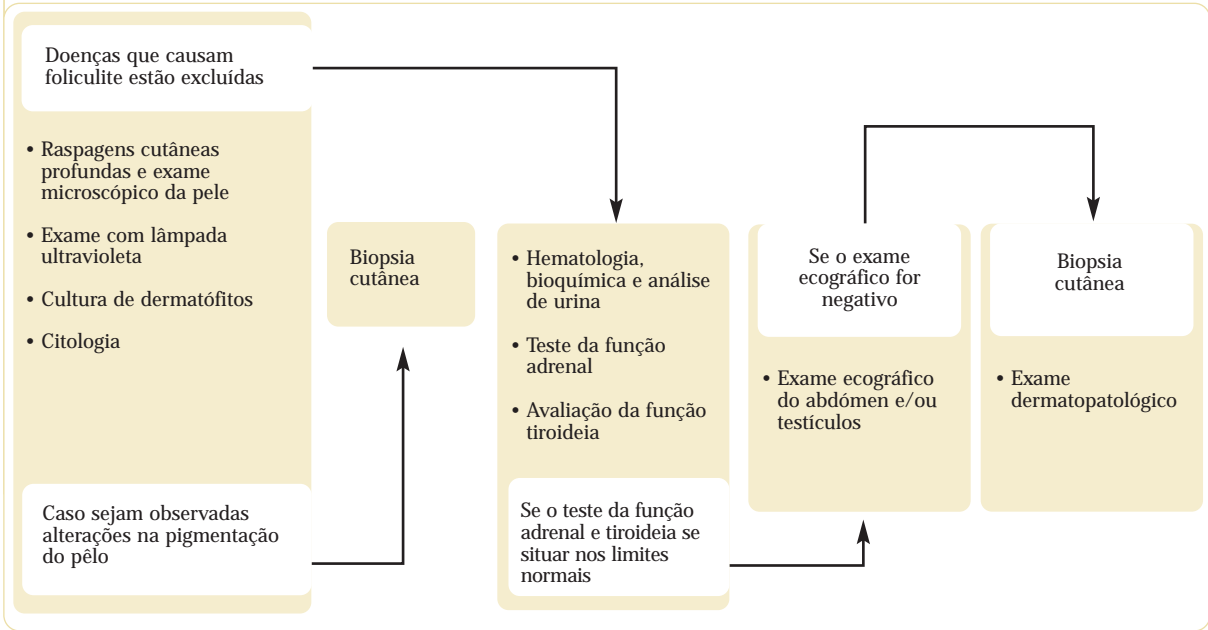 Doenças que causam
foliculite estão excluídas
• Raspagens cutâneas
profundas e exame
microscópico da pele
• Exame com lâmpada
ultravioleta
• Cultura de dermatófitos
• Citologia
Caso sejam observadas
alterações na pigmentação
do pêlo
Biopsia
cutânea
• Hematologia,
bioquímica e análise
de urina
• Teste da função
adrenal
• Avaliação da função
tiroideia
Se o teste da função
adrenal e tiroideia se
situar nos limites
normais
Se o exame
ecográfico for
negativo
• Exame ecográfico
do abdómen e/ou
testículos
Biopsia
cutânea
• Exame
dermatopatológico